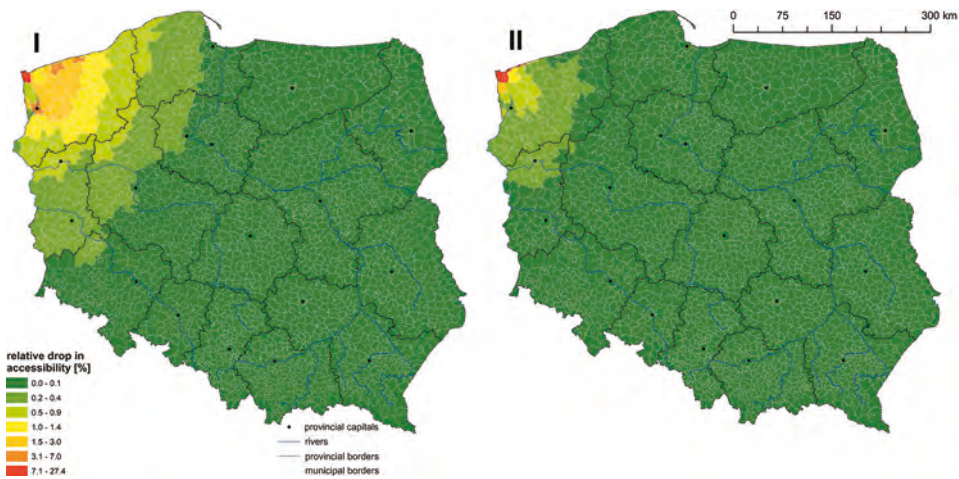 I
II
0 75 150 300 km
relative drop in
accessibility [%]
0.0 - 0.1
0.2 - 0.4
0.5 - 0.9
1.0 - 1.4
1.5 - 3.0
3.1 - 7.0
7.1 - 27.4
provincial capitals
rivers
provincial borders
municipal borders